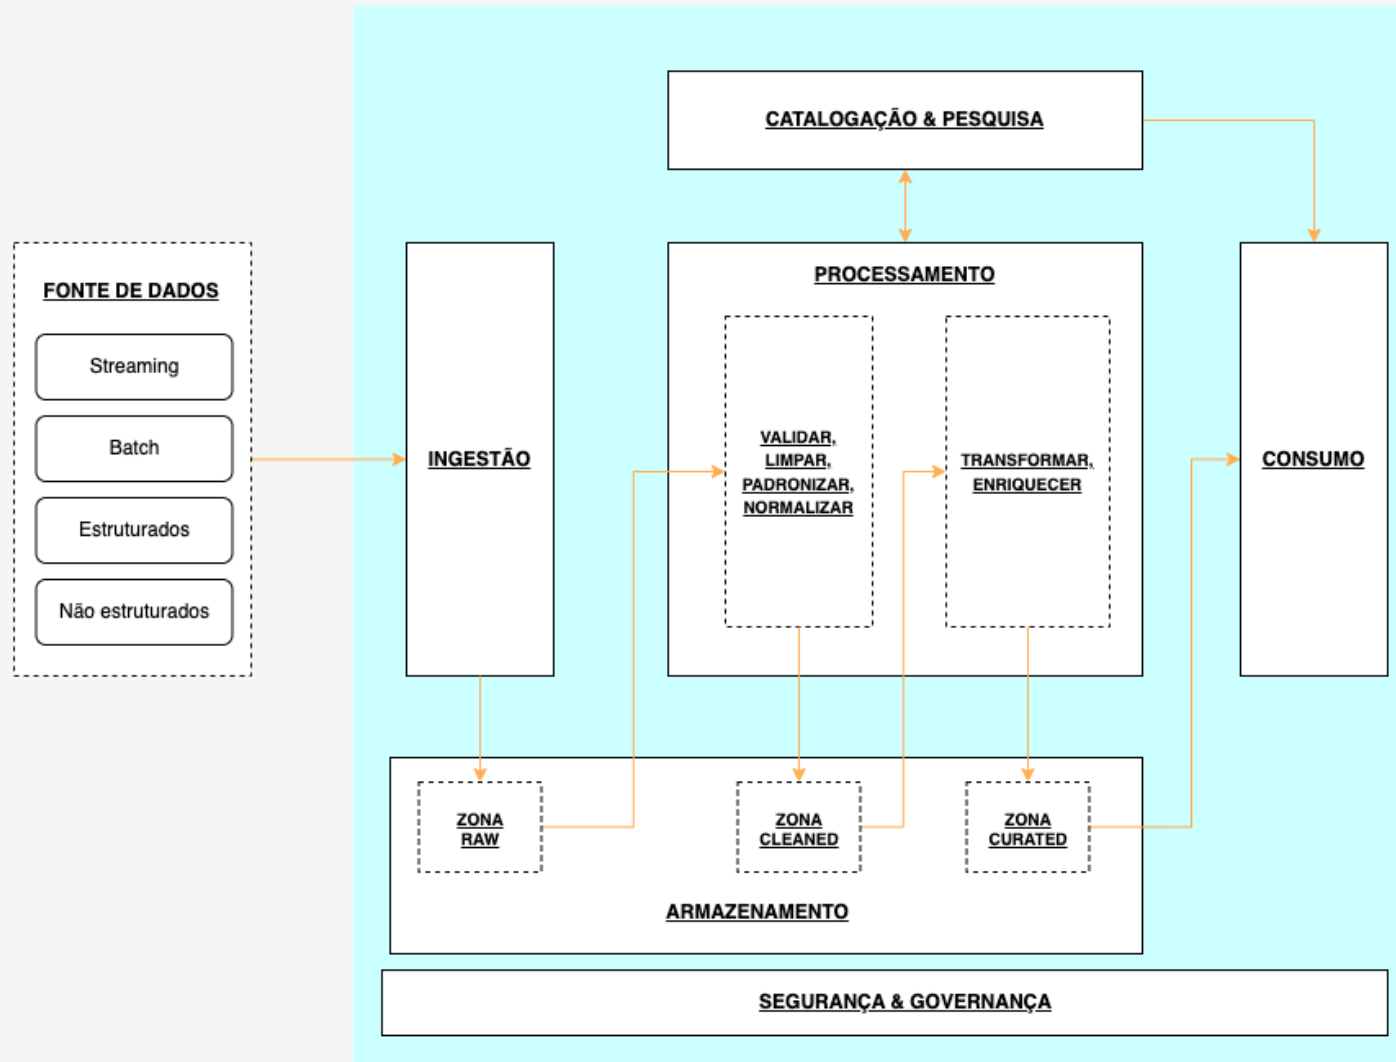 CATALOGAÇÃO & PESQUISA
FONTE DE DADOS
Streaming
Batch
Estruturados
Não estruturados
INGESTÃO
PROCESSAMENTO
VALIDAR,
LIMPAR,
PADRONIZAR,
NORMALIZAR
TRANSFORMAR,
ENRIQUECER
CONSUMO
ZONA
RAW
ZONA
CLEANED
ZONA
CURATED
ARMAZENAMENTO
SEGURANÇA & GOVERNANÇA